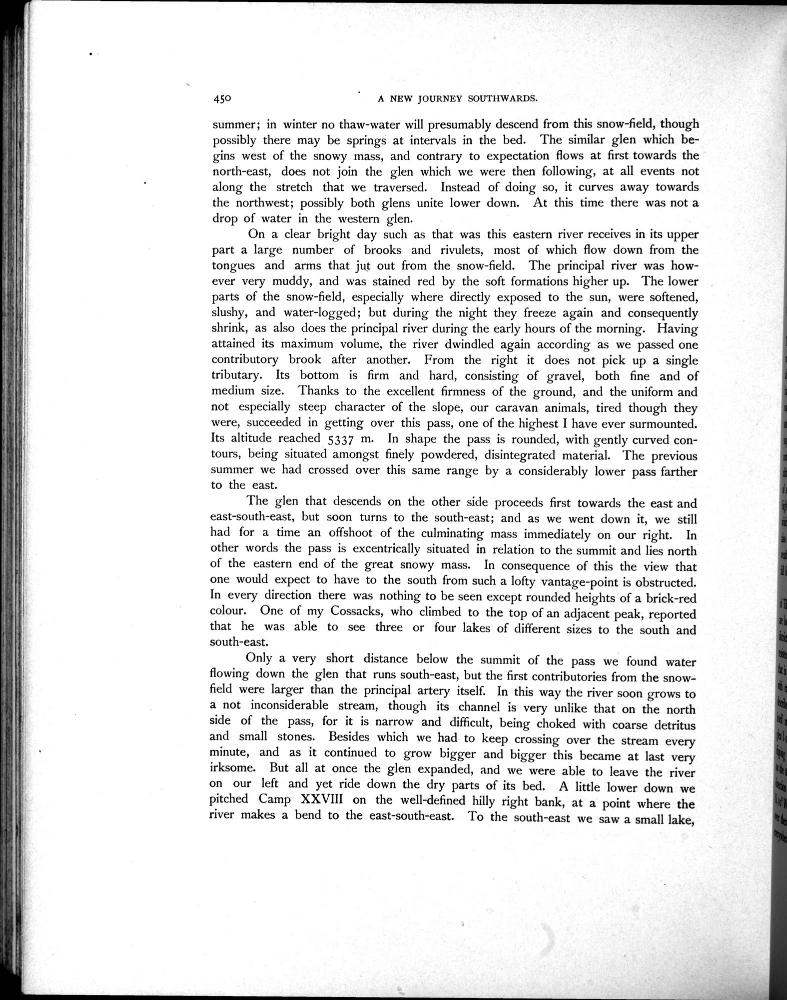 450 A NEW JOURNEY SOUTHWARDS.
summer; in winter no thaw-water will presumably descend from this snow-field, though
possibly there may be springs at intervals in the bed. The similar glen which be-
gins west of the snowy mass, and contrary to expectation flows at first towards the
north-east, does not join the glen which we were then following, at all events not
along the stretch that we traversed. Instead of doing so, it curves away towards
the northwest; possibly both glens unite lower down. At this time there was not a
drop of water in the western glen.
On a clear bright day such as that was this eastern river receives in its upper
part a large number of brooks and rivulets, most of which flow down from the
tongues and arms that jut out from the snow-field. The principal river was how-
ever very muddy, and was stained red by the soft formations higher up. The lower
parts of the snow-field, especially where directly exposed to the sun, were softened,
slushy, and water-logged; but during the night they freeze again and consequently
shrink, as also does the principal river during the early hours of the morning. Having
attained its maximum volume, the river dwindled again according as we passed one
contributory brook after another. From the right it does not pick up a single
tributary. Its bottom is firm and hard, consisting of gravel, both fine and of
medium size. Thanks to the excellent firmness of the ground, and the uniform and
not especially steep character of the slope, our caravan animals, tired though they
were, succeeded in getting over this pass, one of the highest I have ever surmounted.
Its altitude reached 5337 m. In shape the pass is rounded, with gently curved con-
tours, being situated amongst finely powdered, disintegrated material. The previous
summer we had crossed over this same range by a considerably lower pass farther
to the east.
The glen that descends on the other side proceeds first towards the east and
east-south-east, but soon turns to the south-east; and as we went down it, we still
had for a time an offshoot of the culminating mass immediately on our right. In
other words the pass is excentrically situated in relation to the summit and lies north
of the eastern end of the great snowy mass. In consequence of this the view that
one would expect to have to the south from such a lofty vantage-point is obstructed.
In every direction there was nothing to be seen except rounded heights of a brick-red
colour. One of my Cossacks, who climbed to the top of an adjacent peak, reported
that he was able to see three or four lakes of different sizes to the south and
south-east.
Only a very short distance below the summit of the pass we found water
flowing down the glen that runs south-east, but the first contributories from the snow-
field were larger than the principal artery itself. In this way the river soon grows to
a not inconsiderable stream, though its channel is very unlike that on the north
side of the pass, for it is narrow and difficult, being choked with coarse detritus
and small stones. Besides which we had to keep crossing over the stream every
minute, and as it continued to grow bigger and bigger this became at last very
irksome. But all at once the glen expanded, and we were able to leave the river
on our left and yet ride down the dry parts of its bed. A little lower down we
pitched Camp XXVIII on the well-defined hilly right bank, at a point where the
river makes a bend to the east-south-east. To the south-east we saw a small lake,